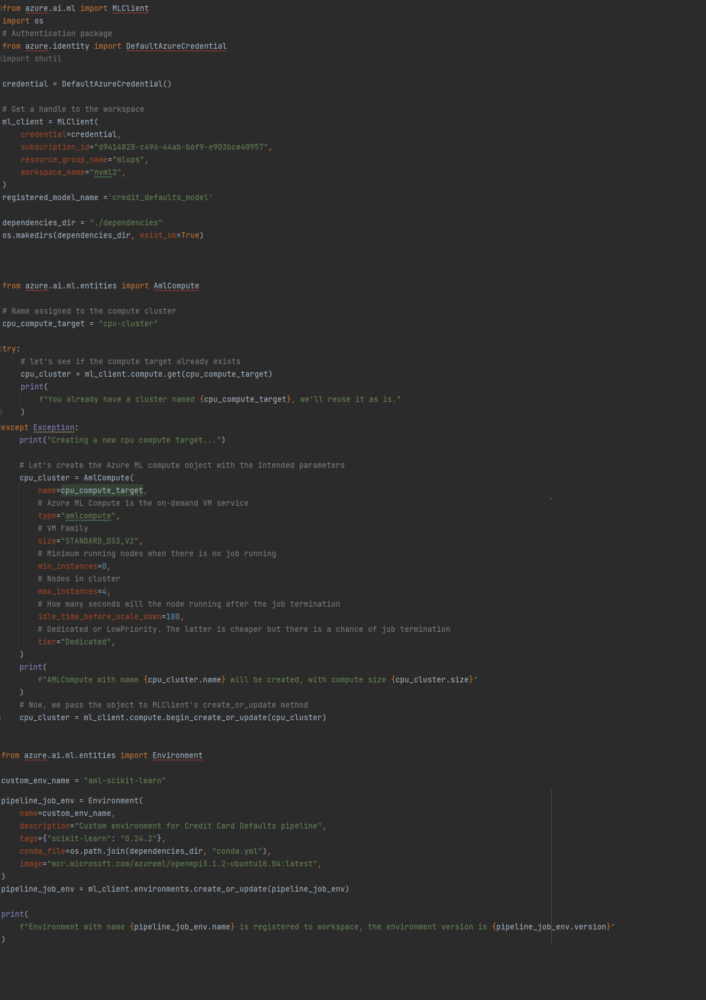 from azure.ai.ml import MLClient
import os
# Authentication package
from azure.identity import DefaultAzureCredential
import shutil
credential = DefaultAzureCredential()
# Get a handle to the workspace
ml_client = MLClient(
    credential=credential,
    subscription_id="d9414828-c496-44ab-b6f9-e903bce40957",
    resource_group_name="mlops",
    workspace_name="nvml2",
)
registered_model_name ='credit_defaults_model'
dependencies_dir = "./dependencies"
os.makedirs(dependencies_dir, exist_ok=True)
from azure.ai.ml.entities import AmlCompute
# Name assigned to the compute cluster
cpu_compute_target = "cpu-cluster"
try:
    # let's see if the compute target already exists
    cpu_cluster = ml_client.compute.get(cpu_compute_target)
    print(
        f"You already have a cluster named {cpu_compute_target}, we'll reuse it as is."
    )
except Exception:
    print("Creating a new cpu compute target...")
    # Let's create the Azure ML compute object with the intended parameters
    cpu_cluster = AmlCompute(
        name=cpu_compute_target,
        # Azure ML Compute is the on-demand VM service
        type="amlcompute",
        # VM Family
        size="STANDARD_DS3_V2",
        # Minimum running nodes when there is no job running
        min_instances=0,
        # Nodes in cluster
        max_instances=4,
        # How many seconds will the node running after the job termination
        idle_time_before_scale_down=180,
        # Dedicated or LowPriority. The latter is cheaper but there is a chance of job termination
        tier="Dedicated",
    )
    print(
        f"AMLCompute with name {cpu_cluster.name} will be created, with compute size {cpu_cluster.size}"
    )
    # Now, we pass the object to MLClient's create_or_update method
    cpu_cluster = ml_client.compute.begin_create_or_update(cpu_cluster)
from azure.ai.ml.entities import Environment
custom_env_name = "aml-scikit-learn"
pipeline_job_env = Environment(
    name=custom_env_name,
    description="Custom environment for Credit Card Defaults pipeline",
    tags={"scikit-learn": "0.24.2"},
    conda_file=os.path.join(dependencies_dir, "conda.yml"),
    image="mcr.microsoft.com/azureml/openmpi3.1.2-ubuntu18.04:latest",
)
pipeline_job_env = ml_client.environments.create_or_update(pipeline_job_env)
print(
    f"Environment with name {pipeline_job_env.name} is registered to workspace, the environment version is {pipeline_job_env.version}"
)